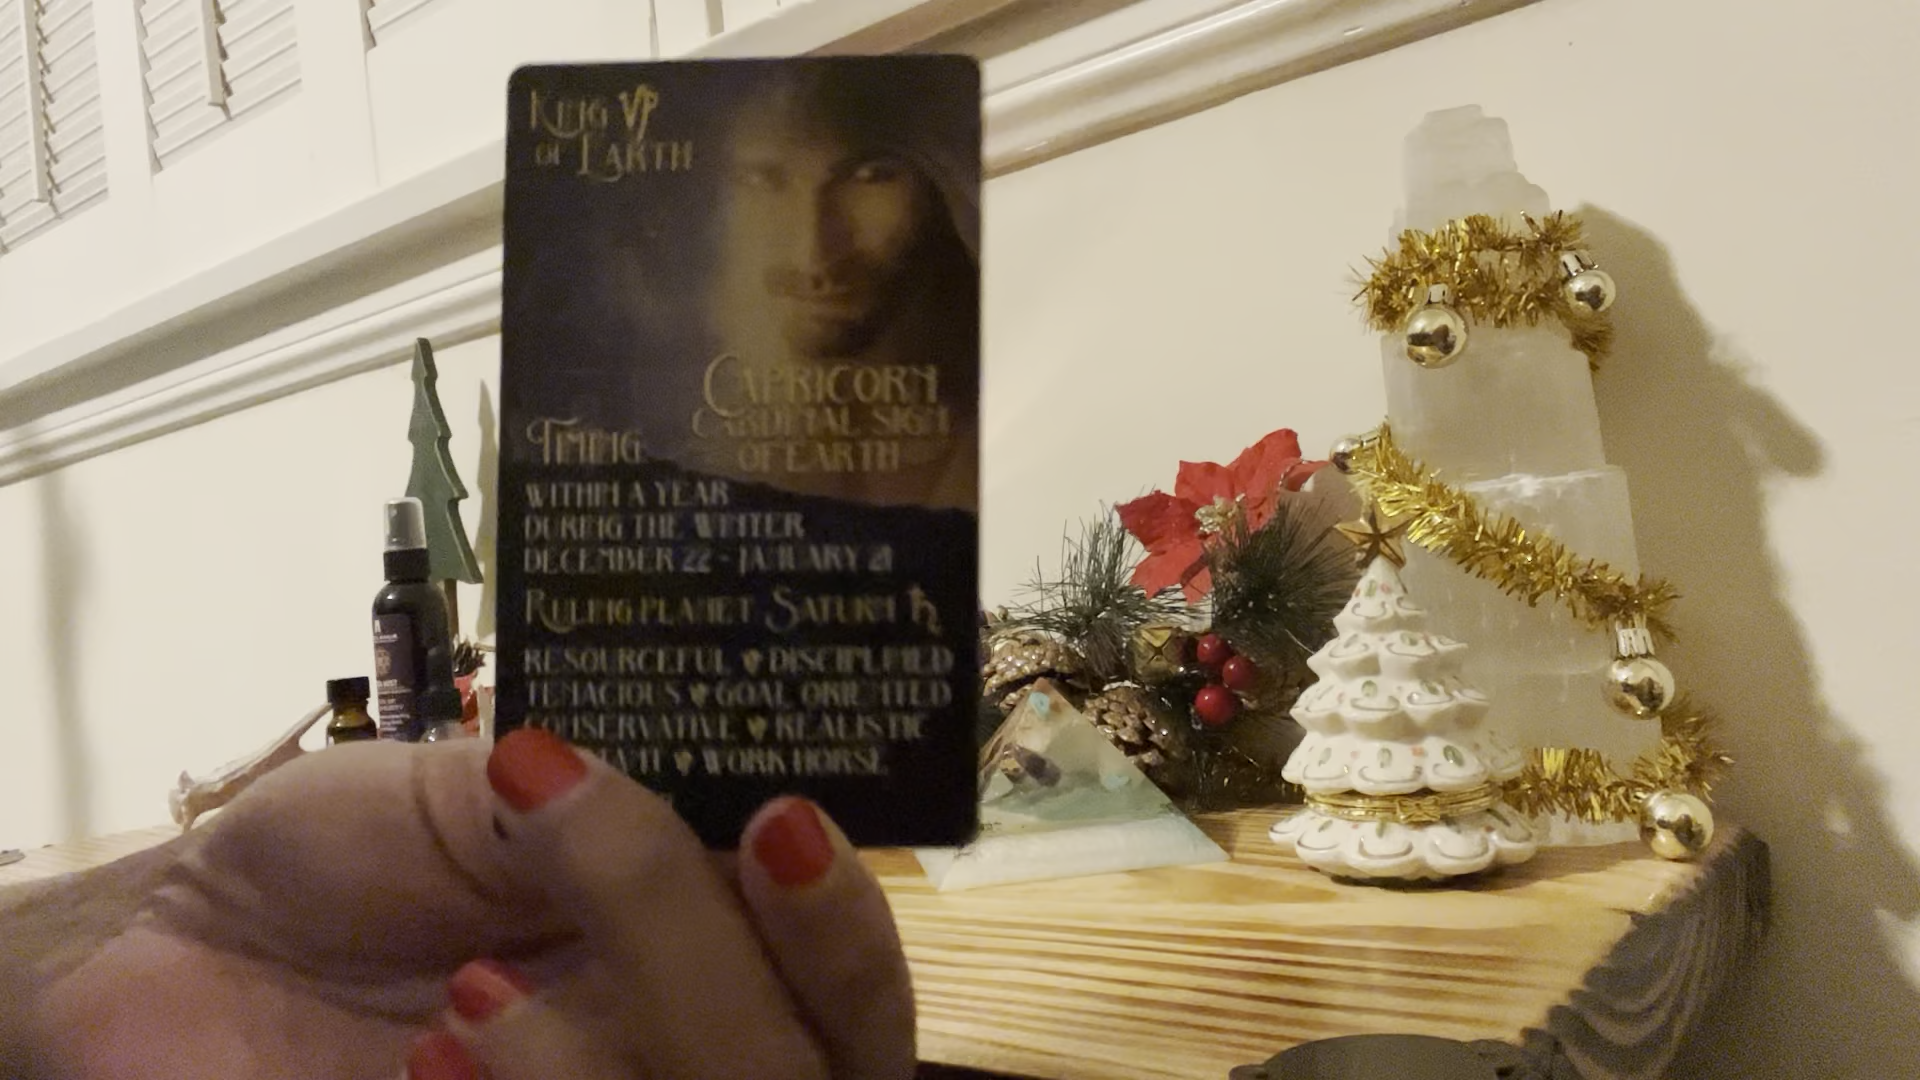 King ♑
of Earth
Capricorn
Cardinal Sign
of Earth
Timing
Within a year
During the winter
December 22 - January 21
Ruling planet Saturn ♄
Resourceful Disciplined
Tenacious Goal Oriented
Conservative Realistic
Work Horse